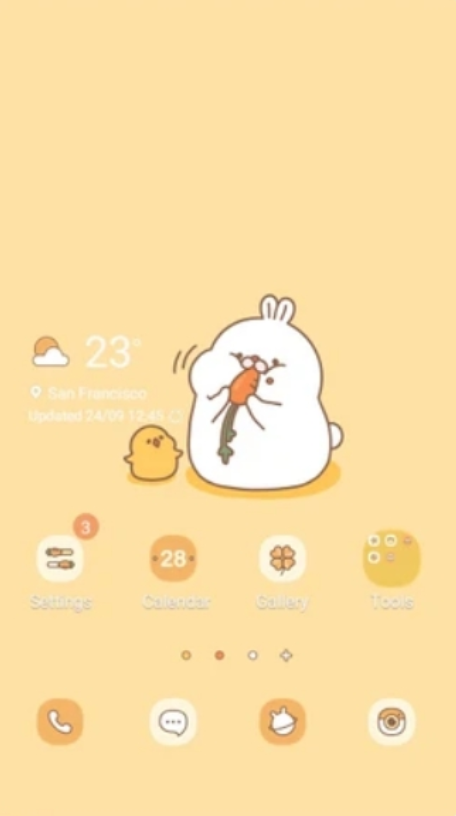 23°
San Francisco
Updated 24/09 12:45
3
28
Settings
Calendar
Gallery
Tools